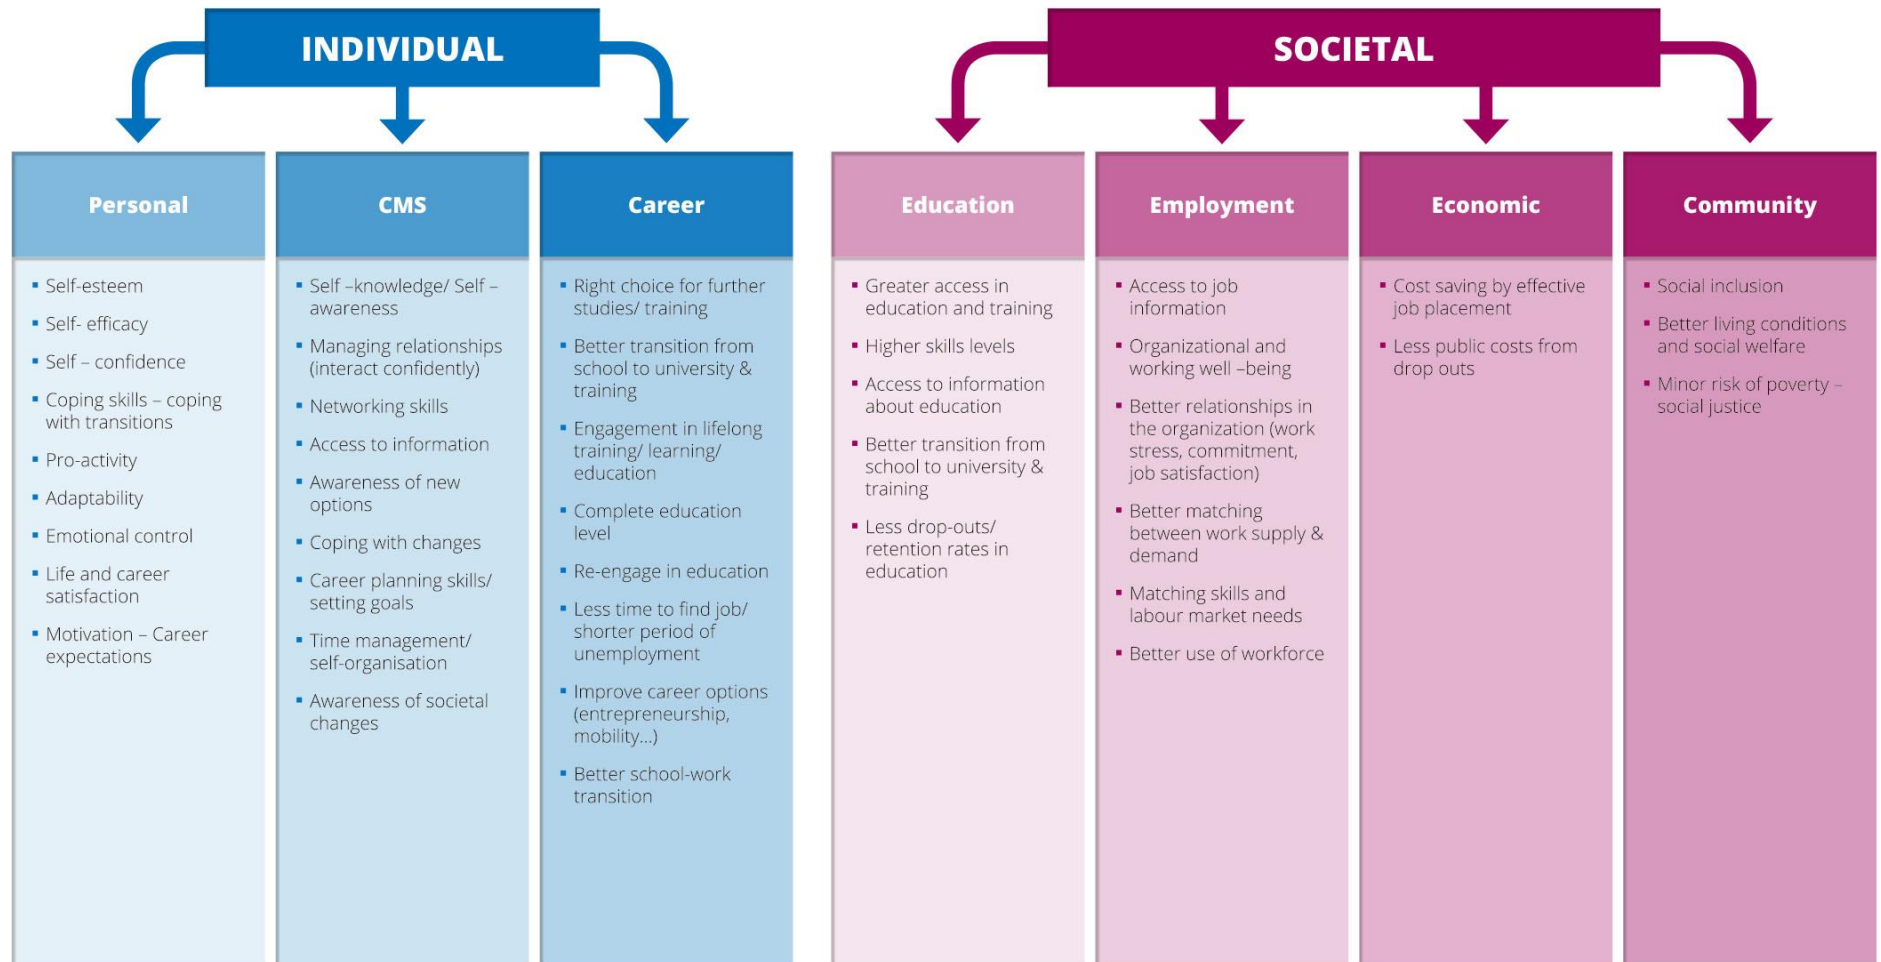 INDIVIDUAL
Personal
▪ Self-esteem
▪ Self- efficacy
▪ Self – confidence
▪ Coping skills – coping
with transitions
▪ Pro-activity
▪ Adaptability
▪ Emotional control
▪ Life and career
satisfaction
▪ Motivation – Career
expectations
CMS
▪ Self –knowledge/ Self –
awareness
▪ Managing relationships
(interact confidently)
▪ Networking skills
▪ Access to information
▪ Awareness of new
options
▪ Coping with changes
▪ Career planning skills/
setting goals
▪ Time management/
self-organisation
▪ Awareness of societal
changes
Career
▪ Right choice for further
studies/ training
▪ Better transition from
school to university &
training
▪ Engagement in lifelong
training/ learning/
education
▪ Complete education
level
▪ Re-engage in education
▪ Less time to find job/
shorter period of
unemployment
▪ Improve career options
(entrepreneurship,
mobility...)
▪ Better school-work
transition
SOCIETAL
Education
▪ Greater access in
education and training
▪ Higher skills levels
▪ Access to information
about education
▪ Better transition from
school to university &
training
▪ Less drop-outs/
retention rates in
education
Employment
▪ Access to job
information
▪ Organizational and
working well –being
▪ Better relationships in
the organization (work
stress, commitment,
job satisfaction)
▪ Better matching
between work supply &
demand
▪ Matching skills and
labour market needs
▪ Better use of workforce
Economic
▪ Cost saving by effective
job placement
▪ Less public costs from
drop outs
Community
▪ Social inclusion
▪ Better living conditions
and social welfare
▪ Minor risk of poverty –
social justice